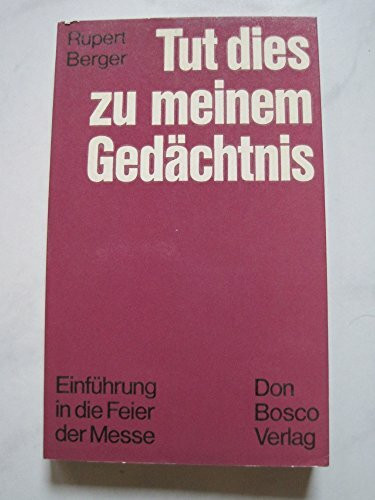 Rupert
Berger
Tut dies
zu meinem
Gedächtnis
Einführung
in die Feier
der Messe
Don
Bosco
Verlag